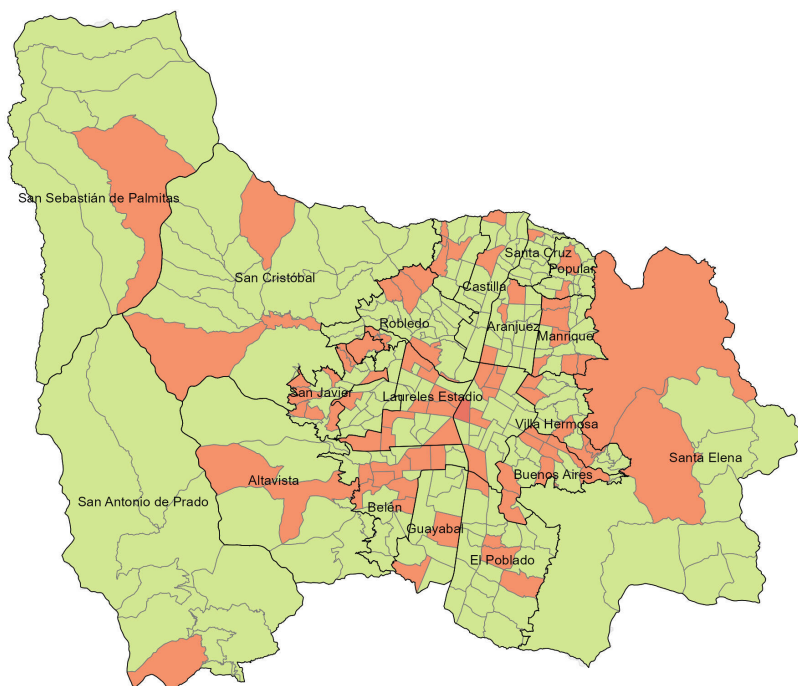 San Sebastián de Palmitas
San Cristóbal
Santa Cruz
Popular
Castilla
Robledo
Aranjuez
Manrique
San Javier
Laureles Estadio
Villa Hermosa
Santa Elena
Buenos Aires
Altavista
San Antonio de Prado
Belén
Guayabal
El Poblado